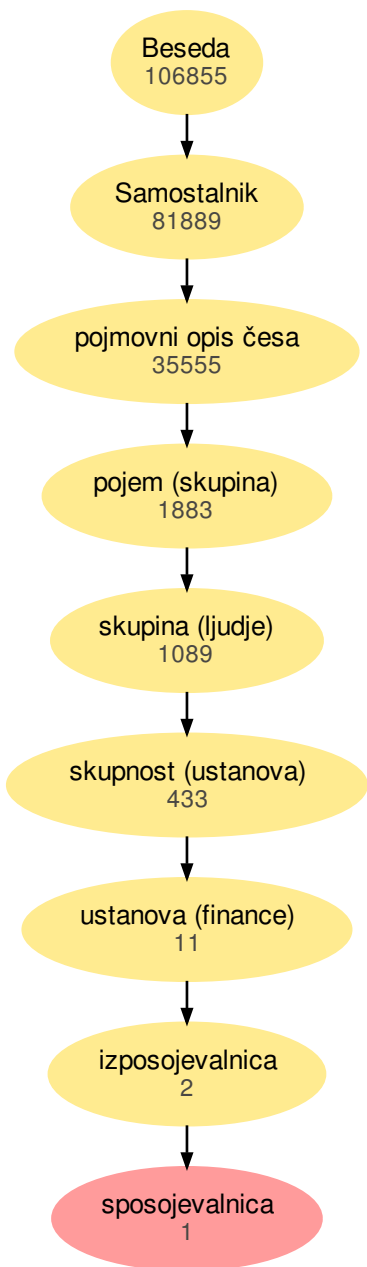 Beseda
106855
Samostalnik
81889
pojmovni opis česa
35555
pojem (skupina)
1883
skupina (ljudje)
1089
skupnost (ustanova)
433
ustanova (finance)
11
izposojevalnica
2
sposojevalnica
1